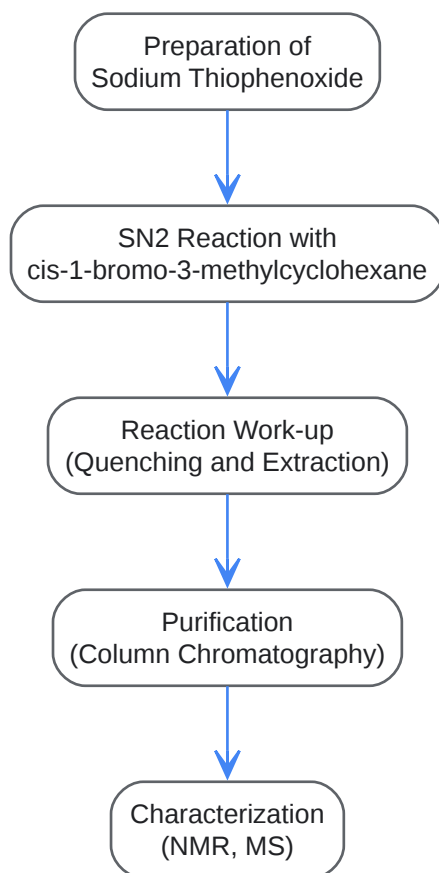 Preparation of
Sodium Thiophenoxide
SN2 Reaction with
cis-1-bromo-3-methylcyclohexane
Reaction Work-up
(Quenching and Extraction)
Purification
(Column Chromatography)
Characterization
(NMR, MS)